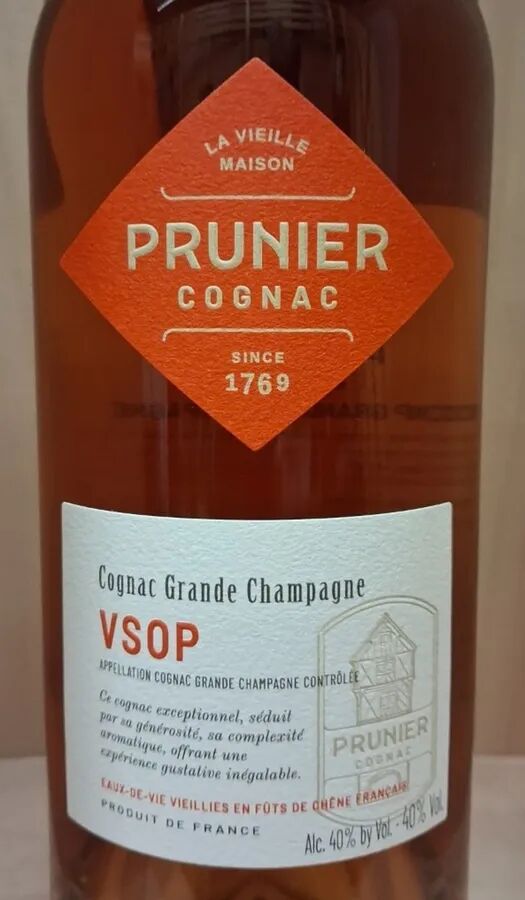 LA VIEILLE
MAISON
PRUNIER
COGNAC
SINCE
1769
Cognac Grande Champagne
VSOP
APPELLATION COGNAC GRANDE CHAMPAGNE CONTRÔLÉE
Ce cognac exceptionnel, séduit
par sa générosité, sa complexité
aromatique, offrant une
expérience gustative inégalable.
PRUNIER
COGNAC
EAUX-DE-VIE VIEILLIES EN FÛTS DE CHÊNE FRANÇAIS
PRODUIT DE FRANCE
Alc. 40% by Vol. - 40% Vol.